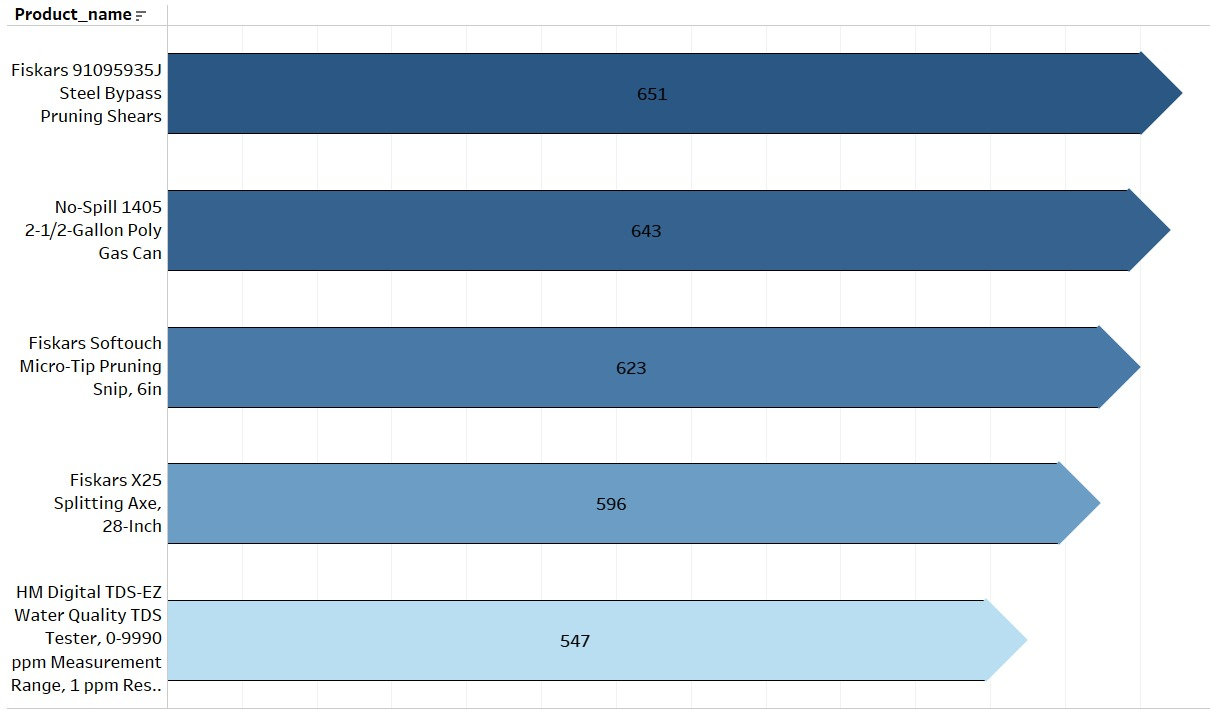 Product_name
Fiskars 91095935J
Steel Bypass
Pruning Shears
651
No-Spill 1405
2-1/2-Gallon Poly
Gas Can
643
Fiskars Softouch
Micro-Tip Pruning
Snip, 6in
623
Fiskars X25
Splitting Axe,
28-Inch
596
HM Digital TDS-EZ
Water Quality TDS
Tester, 0-9990
ppm Measurement
Range, 1 ppm Res..
547